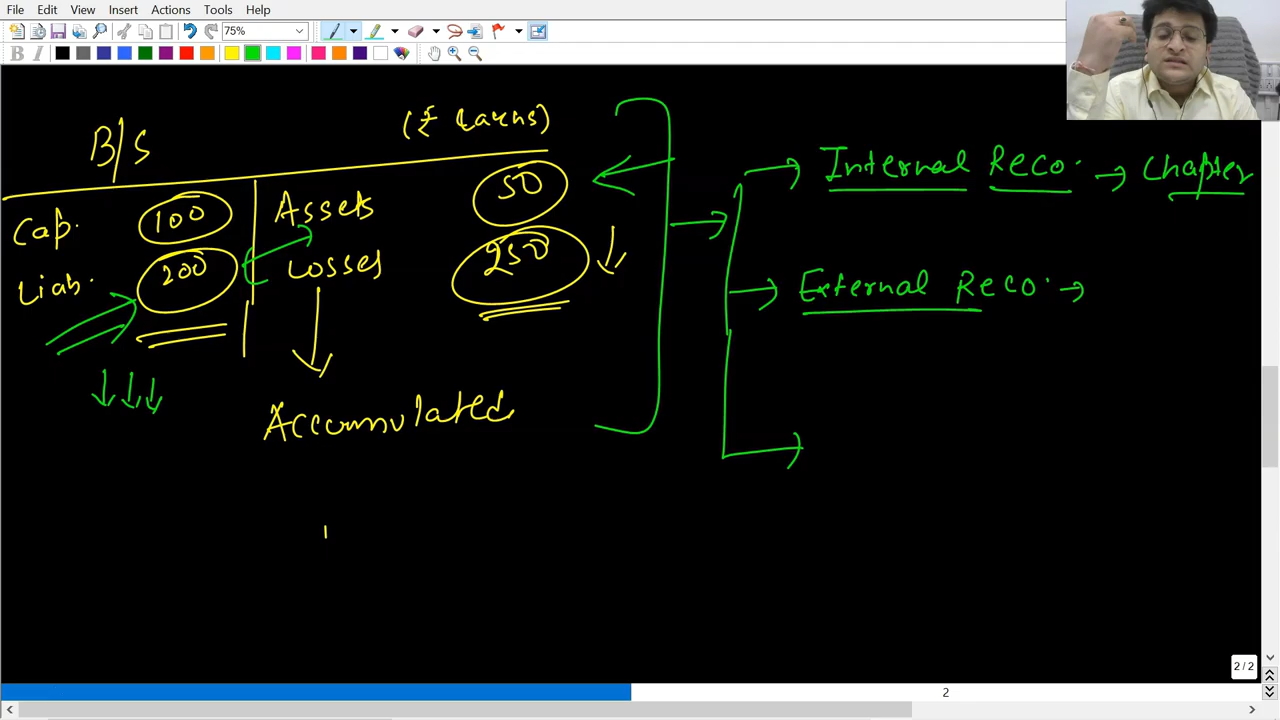 File Edit View Insert Actions Tools Help
75%
B I U
B/S (₹ Lakhs)
Cap. 100 Assets 50
Liab. 200 Losses 250
Accumulated
Internal Reco. → Chapter
External Reco. →
2 / 2
2